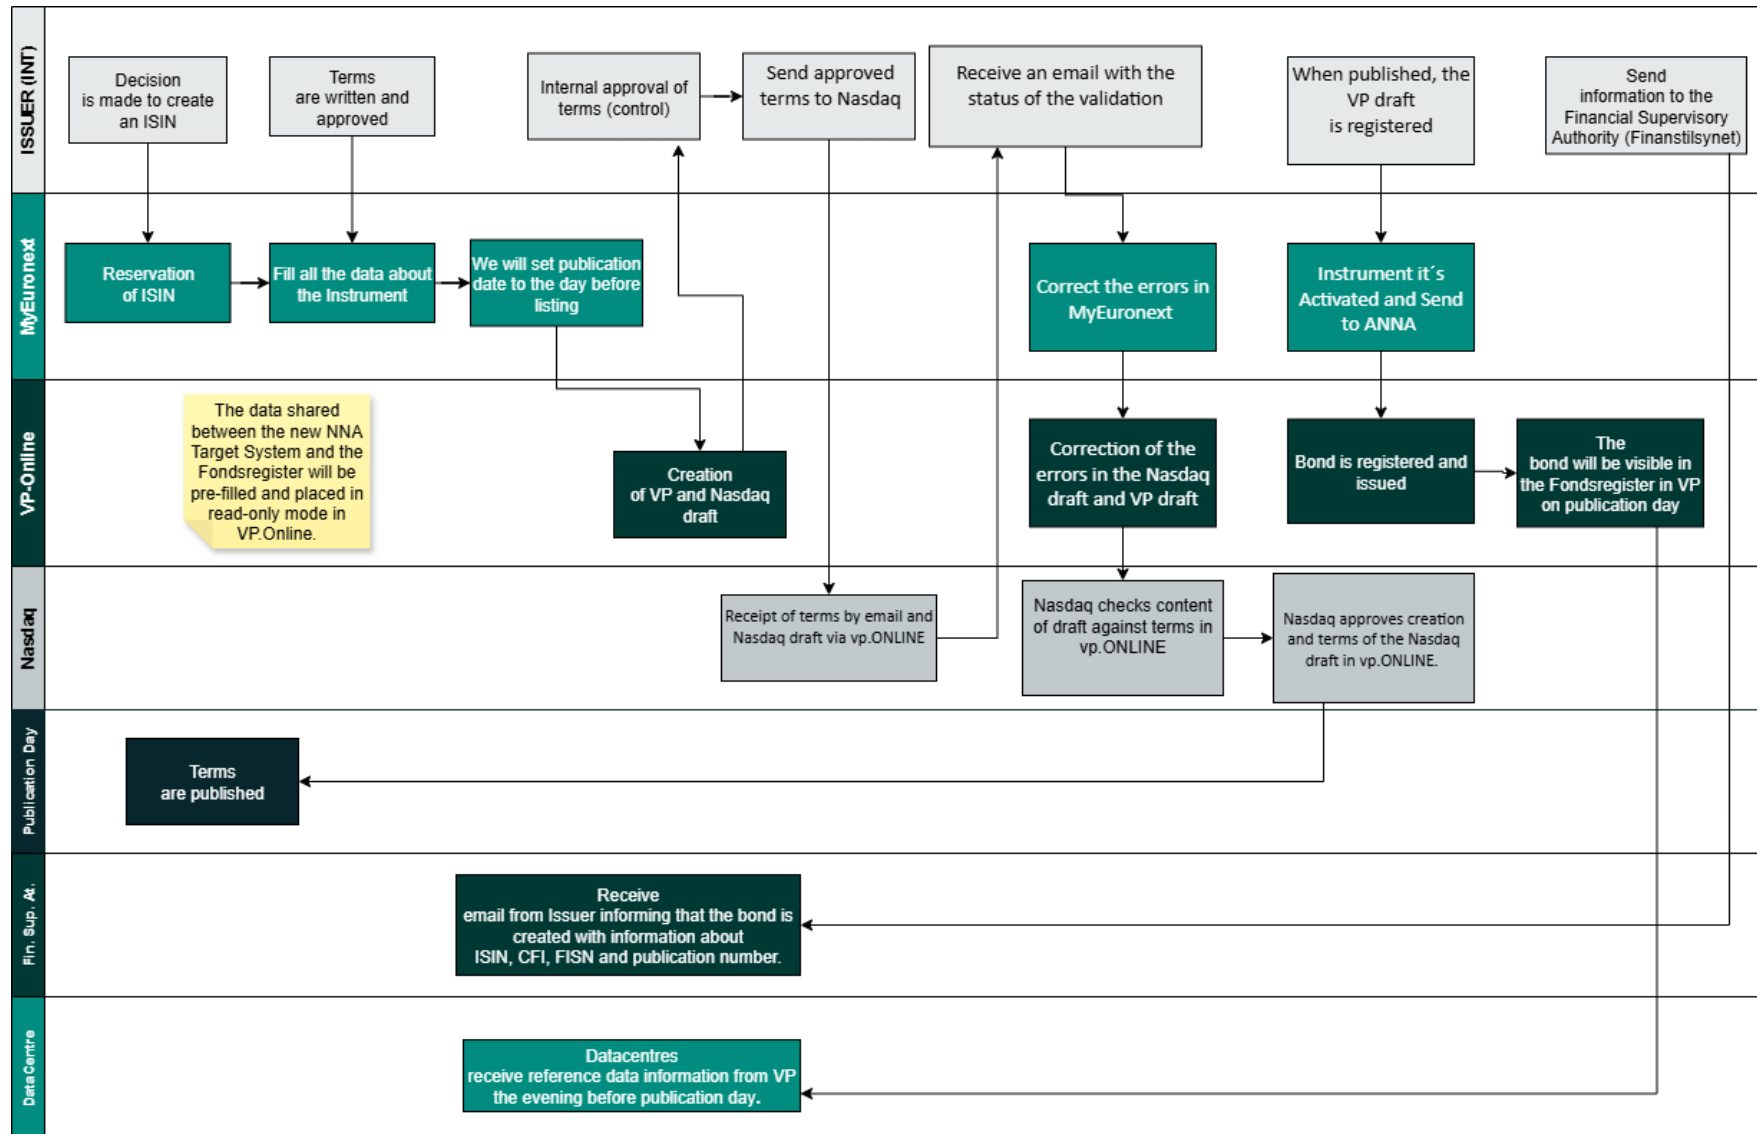 ISSUER (INT)
Decision
is made to create
an ISIN
Terms
are written and
approved
Internal approval of
terms (control)
Send approved
terms to Nasdaq
Receive an email with the
status of the validation
When published, the
VP draft
is registered
Send
information to the
Financial Supervisory
Authority (Finanstilsynet)
MyEuronext
Reservation
of ISIN
Fill all the data about
the Instrument
We will set publication
date to the day before
listing
Correct the errors in
MyEuronext
Instrument it´s
Activated and Send
to ANNA
VP-Online
The data shared
between the new NNA
Target System and the
Fondsregister will be
pre-filled and placed in
read-only mode in
VP.Online.
Creation
of VP and Nasdaq
draft
Correction of the
errors in the Nasdaq
draft and VP draft
Bond is registered and
issued
The
bond will be visible in
the Fondsregister in VP
on publication day
Nasdaq
Receipt of terms by email and
Nasdaq draft via vp.ONLINE
Nasdaq checks content
of draft against terms in
vp.ONLINE
Nasdaq approves creation
and terms of the Nasdaq
draft in vp.ONLINE.
Publication Day
Terms
are published
Fin. Sup. At.
Receive
email from Issuer informing that the bond is
created with information about
ISIN, CFI, FISN and publication number.
DataCentre
Datacentres
receive reference data information from VP
the evening before publication day.